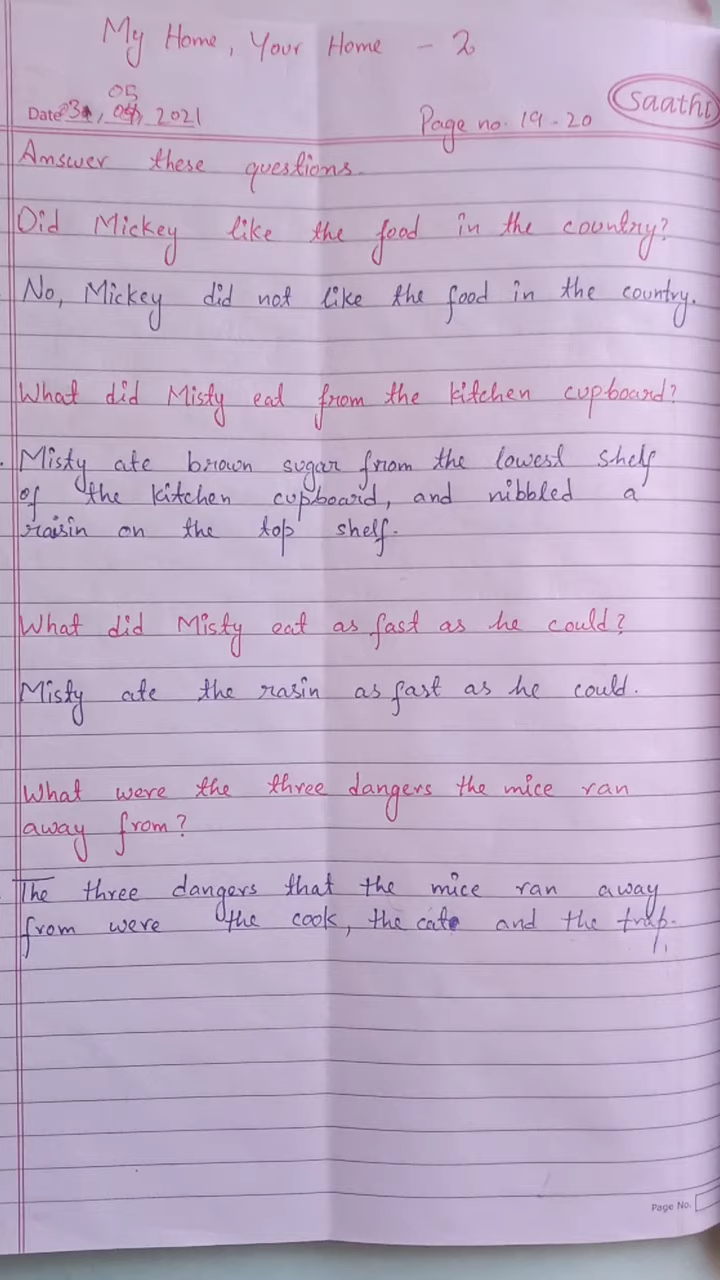 My Home, Your Home - 2
05
Date 31, 04, 2021
Page no. 19 - 20
Saathi
Answer these questions.
Did Mickey like the food in the country?
No, Mickey did not like the food in the country.
What did Misty eat from the kitchen cupboard?
Misty ate brown sugar from the lowest shelf
of the kitchen cupboard, and nibbled a
raisin on the top shelf.
What did Misty eat as fast as he could?
Misty ate the rasin as fast as he could.
What were the three dangers the mice ran
away from?
The three dangers that the mice ran away
from were the cook, the cat and the trap.
Page No.